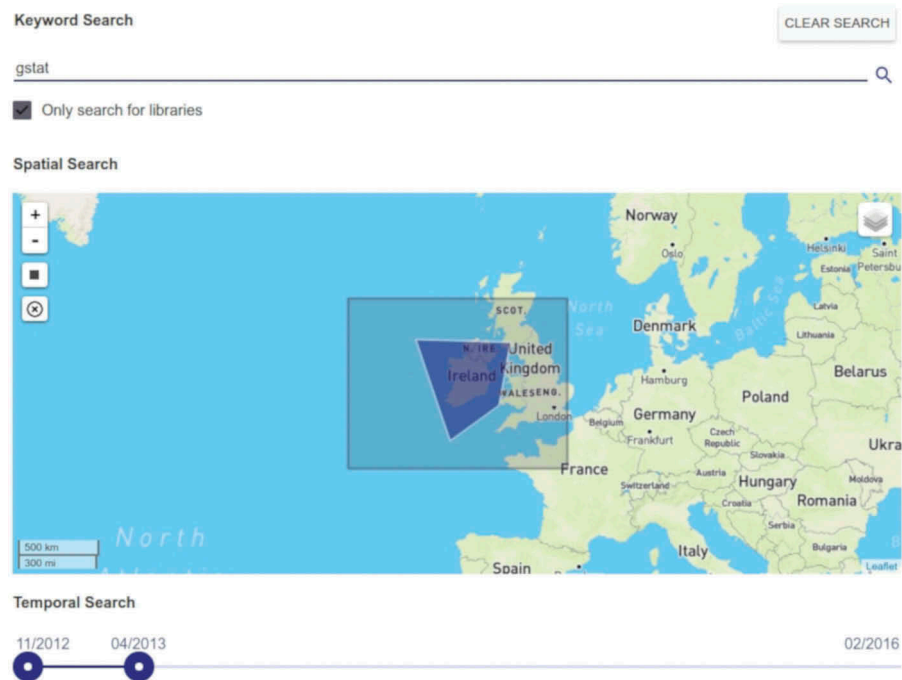 Keyword Search
CLEAR SEARCH
gstat
Only search for libraries
Spatial Search
+
-
Norway
Oslo
Helsinki
Saint
Petersbu
Estonia
SCOT.
North
Sea
Baltic Sea
Latvia
Denmark
Lithuania
N. IRE.
United
Kingdom
Ireland
Hamburg
Belarus
WALES
ENG.
London
Poland
Belgium
Germany
Frankfurt
Czech
Republic
Slovakia
Ukra
France
Switzerland
Austria
Hungary
Moldova
Croatia
Romania
Serbia
North
500 km
300 mi
Italy
Bulgaria
Spain
Leaflet
Temporal Search
11/2012 04/2013 02/2016